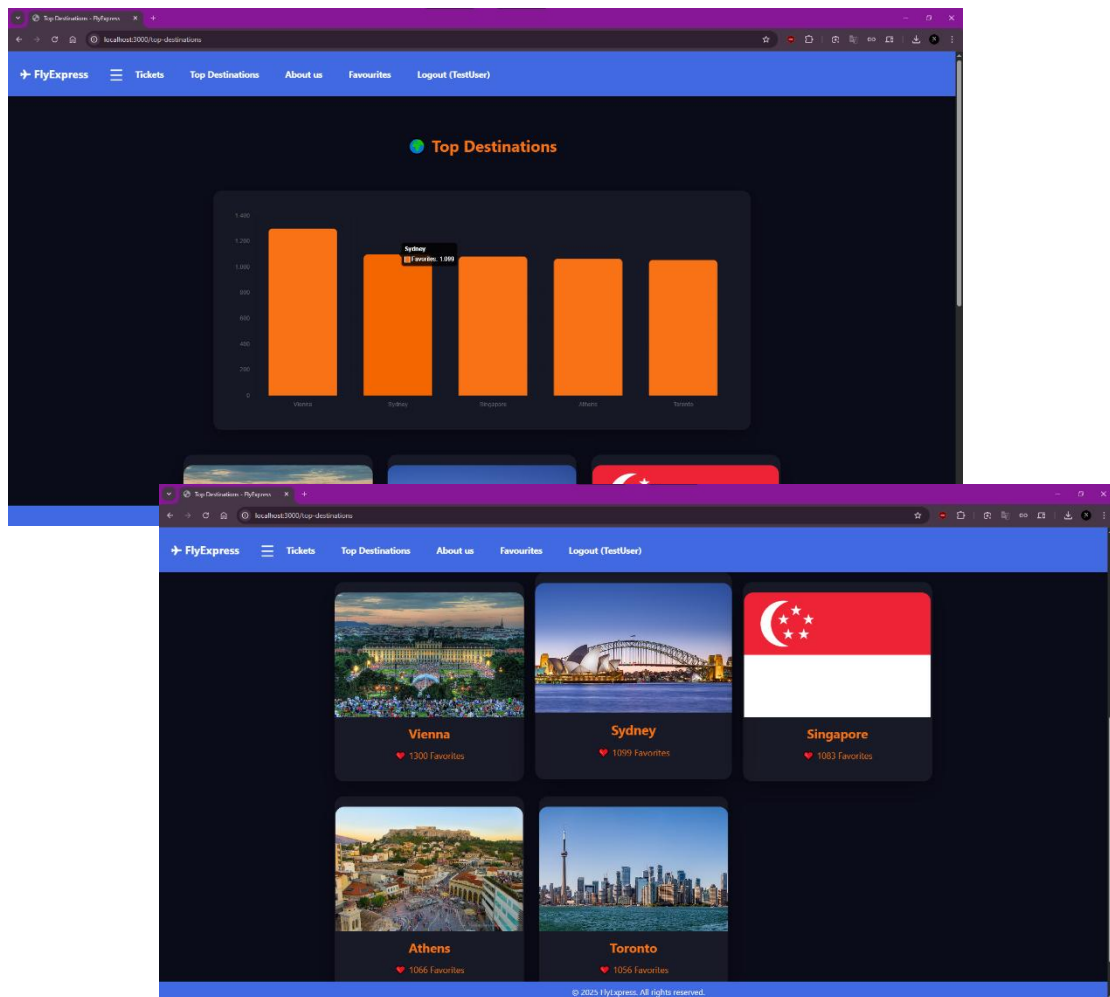 Top Destinations - FlyExpress
localhost:3000/top-destinations
FlyExpress Tickets Top Destinations About us Favourites Logout (TestUser)
Top Destinations
1.400
1.200
1.000
800
600
400
200
0
Sydney
Favorites: 1.099
Vienna Sydney Singapore Athens Toronto
Top Destinations - FlyExpress
localhost:3000/top-destinations
FlyExpress Tickets Top Destinations About us Favourites Logout (TestUser)
Vienna Sydney Singapore
1300 Favorites 1099 Favorites 1083 Favorites
Athens Toronto
1066 Favorites 1056 Favorites
© 2025 FlyExpress. All rights reserved.